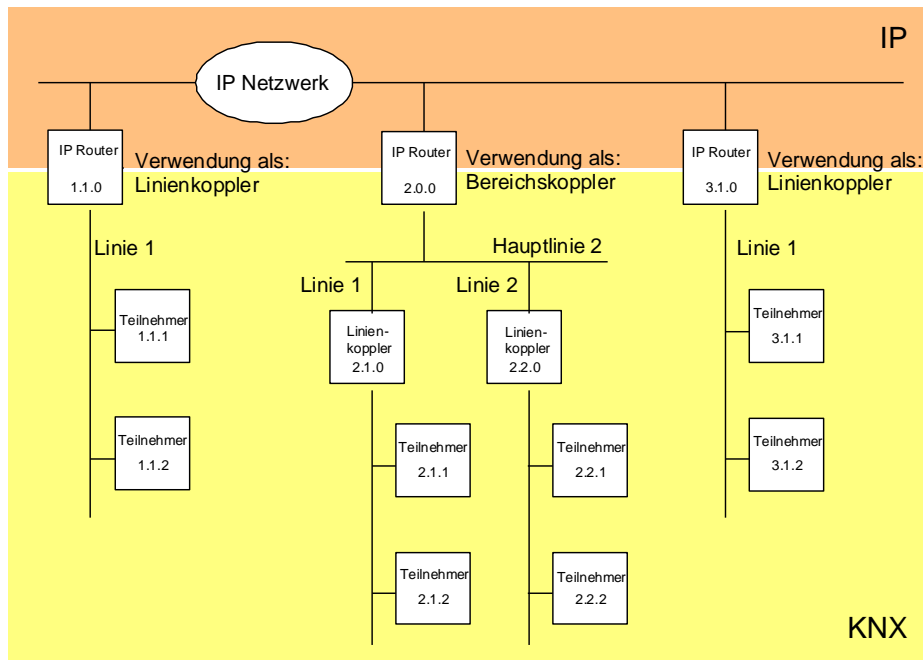 IP
IP Netzwerk
IP Router
1.1.0
Verwendung als:
Linienkoppler
IP Router
2.0.0
Verwendung als:
Bereichskoppler
IP Router
3.1.0
Verwendung als:
Linienkoppler
Linie 1
Teilnehmer
1.1.1
Teilnehmer
1.1.2
Hauptlinie 2
Linie 1
Linien-
koppler
2.1.0
Teilnehmer
2.1.1
Teilnehmer
2.1.2
Linie 2
Linien-
koppler
2.2.0
Teilnehmer
2.2.1
Teilnehmer
2.2.2
Linie 1
Teilnehmer
3.1.1
Teilnehmer
3.1.2
KNX